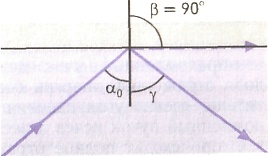 β = 90°
α₀ γ